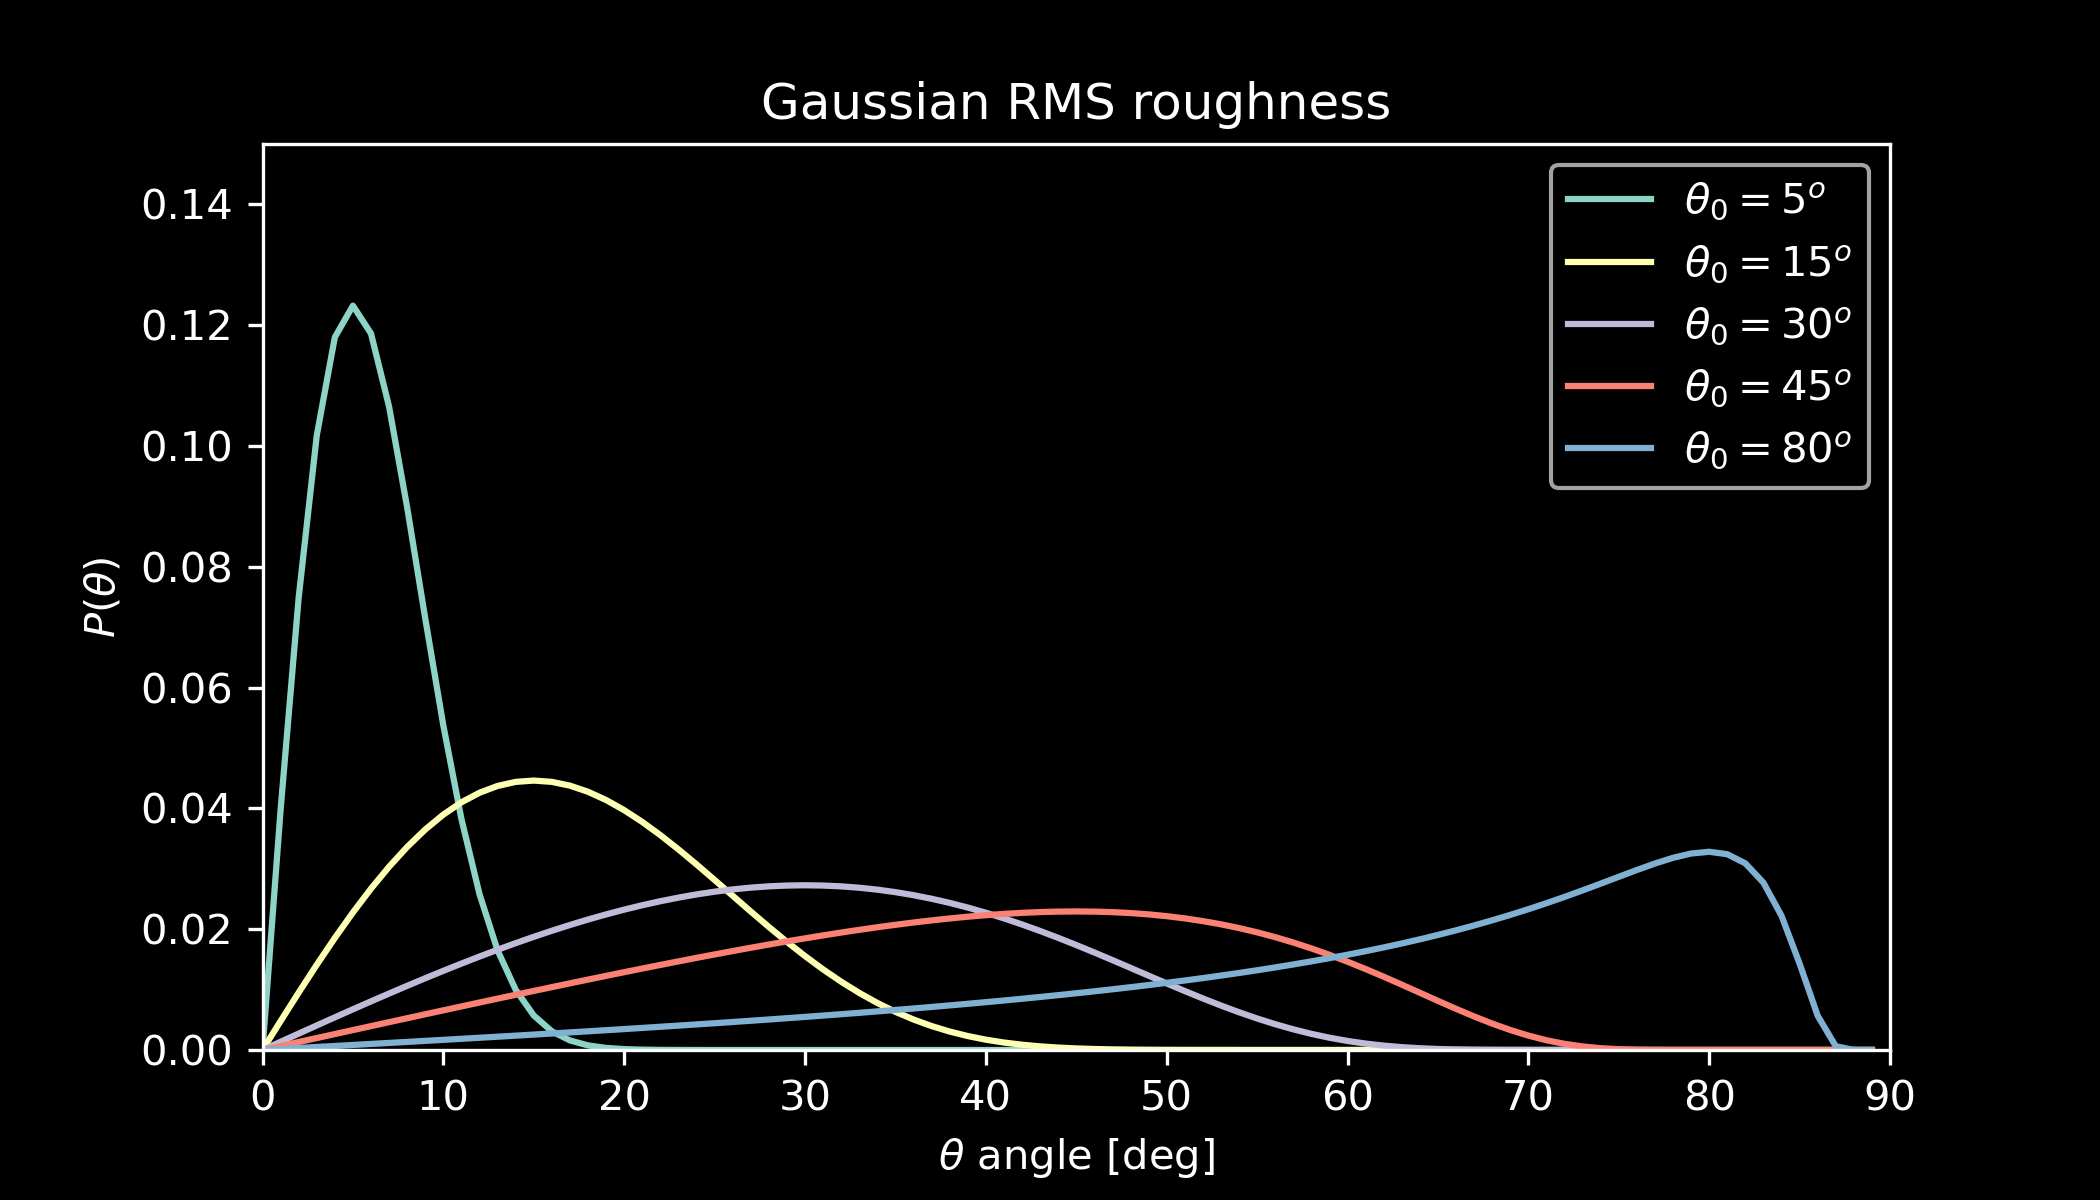 Gaussian RMS roughness
θ₀ = 5ᵒ
θ₀ = 15ᵒ
θ₀ = 30ᵒ
θ₀ = 45ᵒ
θ₀ = 80ᵒ
0.14
0.12
0.10
0.08
0.06
0.04
0.02
0.00
P(θ)
0 10 20 30 40 50 60 70 80 90
θ angle [deg]